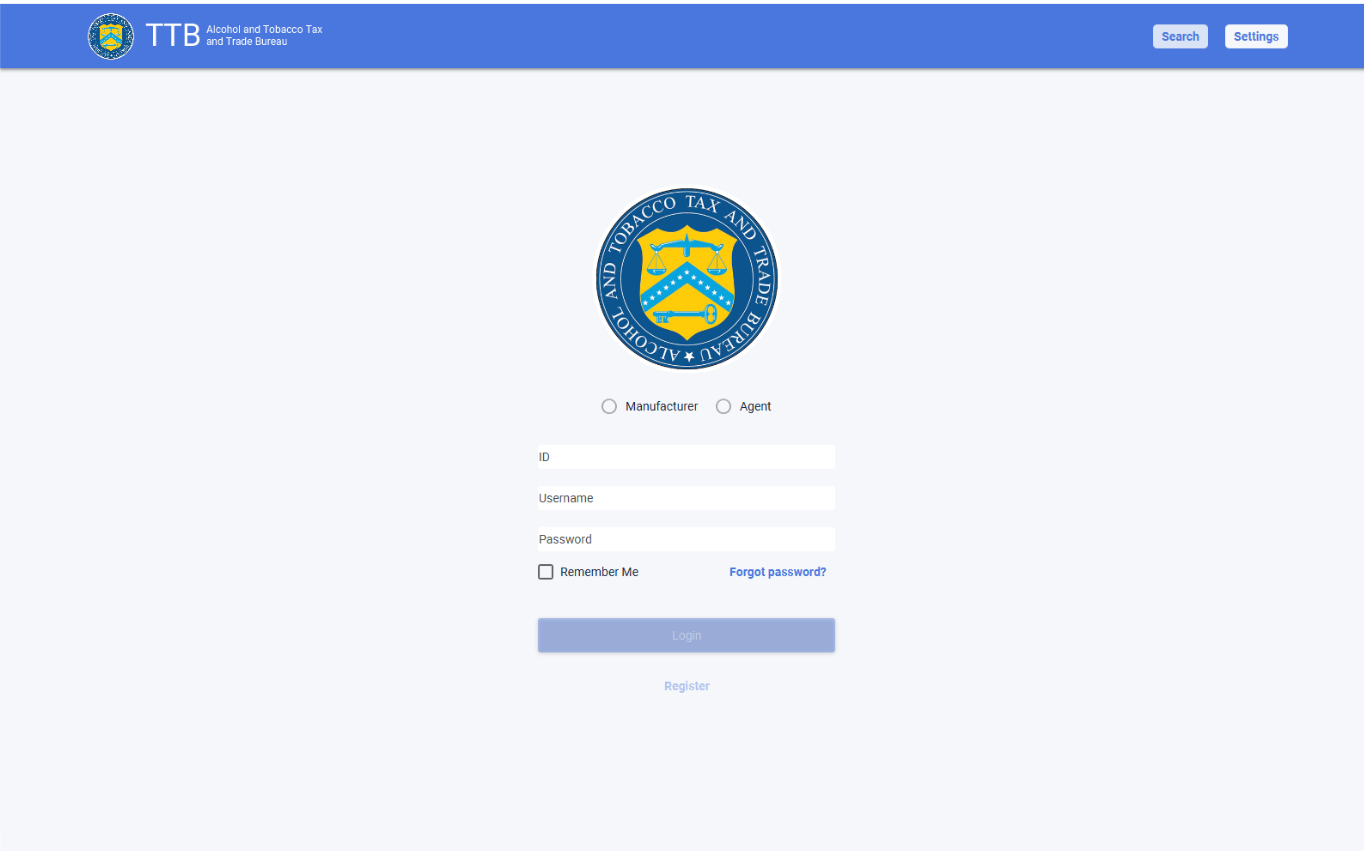 TTB
Alcohol and Tobacco Tax
and Trade Bureau
Search
Settings
ALCOHOL AND TOBACCO TAX AND TRADE BUREAU
Manufacturer
Agent
ID
Username
Password
Remember Me
Forgot password?
Login
Register